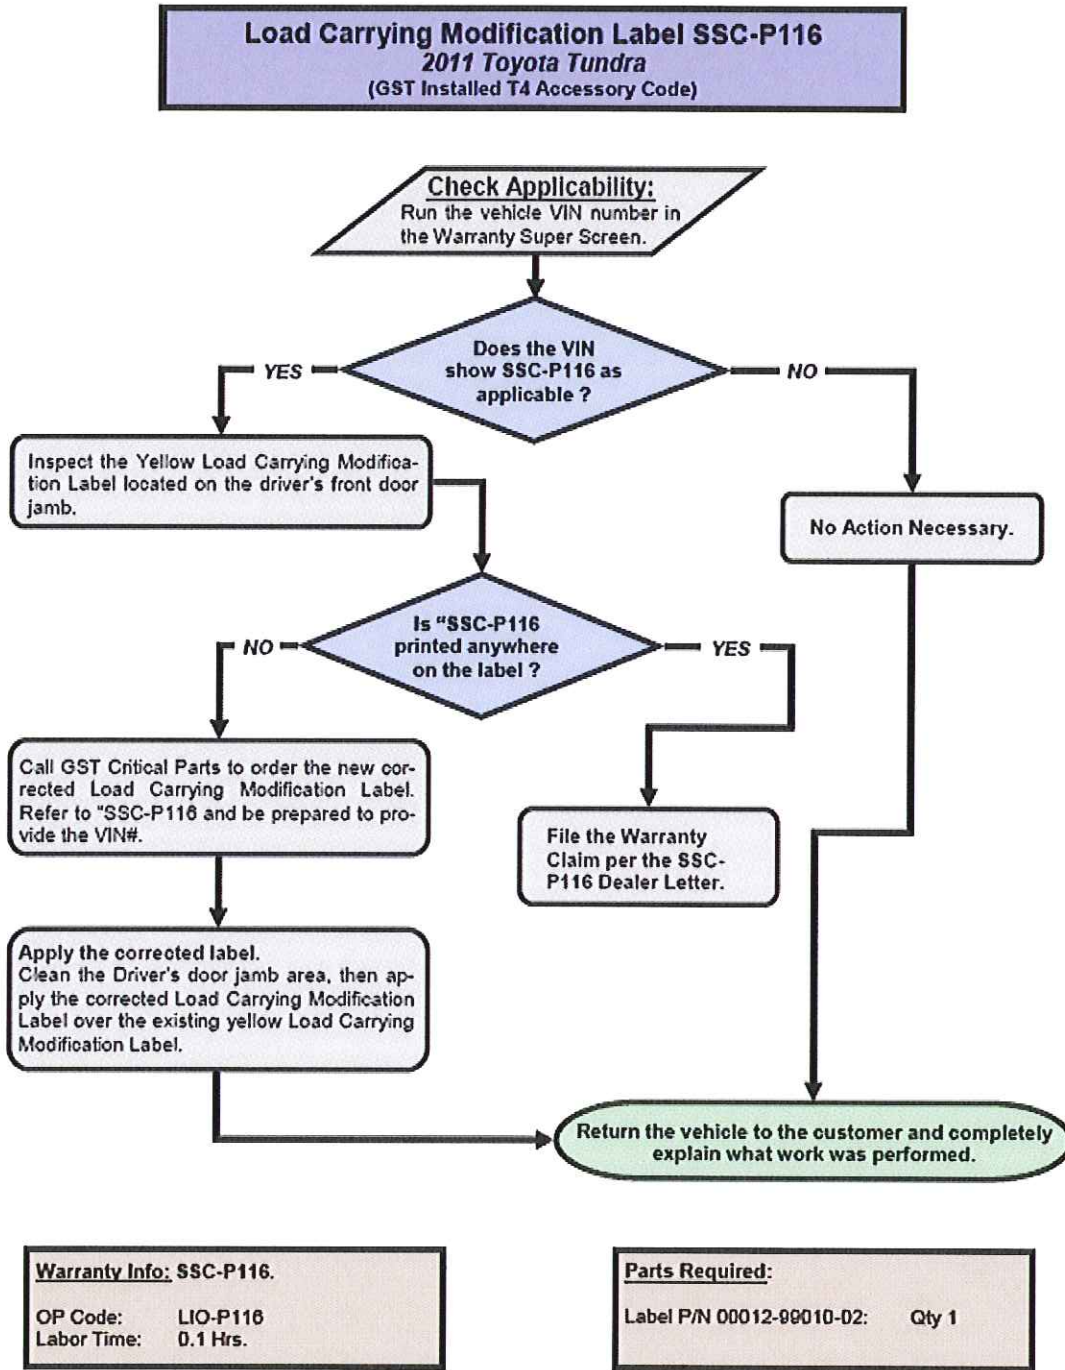 Load Carrying Modification Label SSC-P116
2011 Toyota Tundra
(GST Installed T4 Accessory Code)
Check Applicability:
Run the vehicle VIN number in
the Warranty Super Screen.
Does the VIN
show SSC-P116 as
applicable ?
YES
NO
Inspect the Yellow Load Carrying Modifica-
tion Label located on the driver's front door
jamb.
No Action Necessary.
Is "SSC-P116
printed anywhere
on the label ?
NO
YES
Call GST Critical Parts to order the new cor-
rected Load Carrying Modification Label.
Refer to "SSC-P116 and be prepared to pro-
vide the VIN#.
File the Warranty
Claim per the SSC-
P116 Dealer Letter.
Apply the corrected label.
Clean the Driver's door jamb area, then ap-
ply the corrected Load Carrying Modification
Label over the existing yellow Load Carrying
Modification Label.
Return the vehicle to the customer and completely
explain what work was performed.
Warranty Info: SSC-P116.
OP Code: LIO-P116
Labor Time: 0.1 Hrs.
Parts Required:
Label P/N 00012-99010-02: Qty 1